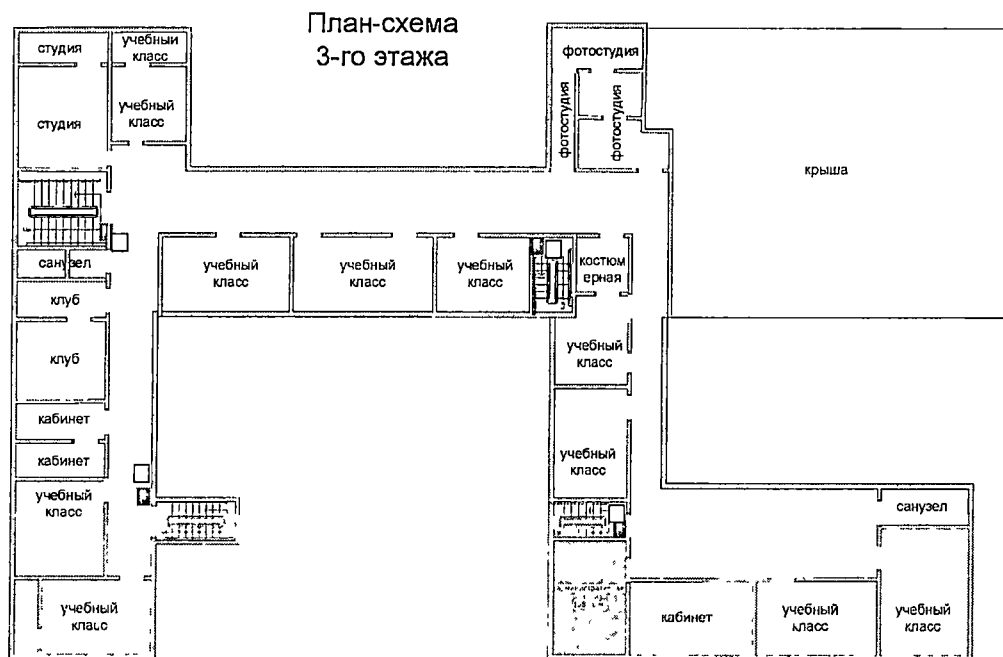 План-схема
3-го этажа
студия
учебный
класс
фотостудия
студия
учебный
класс
фотостудия
фотостудия
крыша
санузел
учебный
класс
учебный
класс
учебный
класс
костюм
ерная
клуб
клуб
учебный
класс
кабинет
кабинет
учебный
класс
учебный
класс
санузел
учебный
класс
кабинет
учебный
класс
учебный
класс